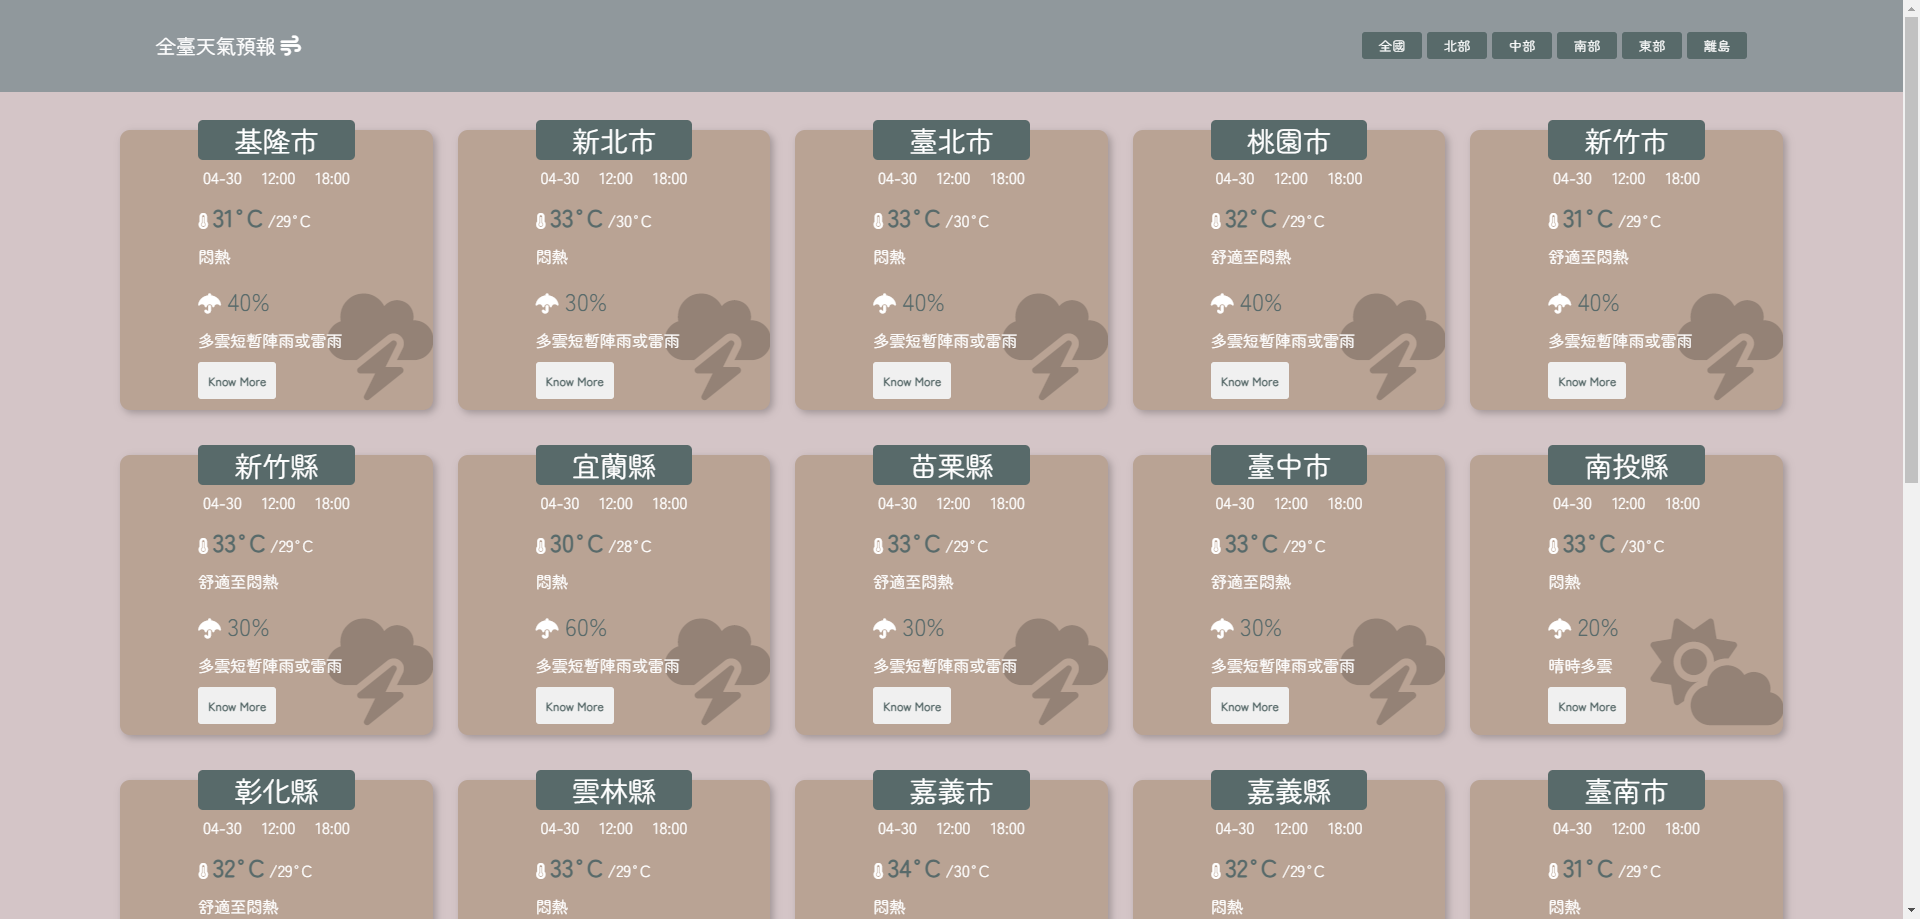 全臺天氣預報
全國 北部 中部 南部 東部 離島
基隆市
04-30 12:00 18:00
31°C /29°C
悶熱
40%
多雲短暫陣雨或雷雨
Know More
新北市
04-30 12:00 18:00
33°C /30°C
悶熱
30%
多雲短暫陣雨或雷雨
Know More
臺北市
04-30 12:00 18:00
33°C /30°C
悶熱
40%
多雲短暫陣雨或雷雨
Know More
桃園市
04-30 12:00 18:00
32°C /29°C
舒適至悶熱
40%
多雲短暫陣雨或雷雨
Know More
新竹市
04-30 12:00 18:00
31°C /29°C
舒適至悶熱
40%
多雲短暫陣雨或雷雨
Know More
新竹縣
04-30 12:00 18:00
33°C /29°C
舒適至悶熱
30%
多雲短暫陣雨或雷雨
Know More
宜蘭縣
04-30 12:00 18:00
30°C /28°C
悶熱
60%
多雲短暫陣雨或雷雨
Know More
苗栗縣
04-30 12:00 18:00
33°C /29°C
舒適至悶熱
30%
多雲短暫陣雨或雷雨
Know More
臺中市
04-30 12:00 18:00
33°C /29°C
舒適至悶熱
30%
多雲短暫陣雨或雷雨
Know More
南投縣
04-30 12:00 18:00
33°C /30°C
悶熱
20%
晴時多雲
Know More
彰化縣
04-30 12:00 18:00
32°C /29°C
舒適至悶熱
雲林縣
04-30 12:00 18:00
33°C /29°C
悶熱
嘉義市
04-30 12:00 18:00
34°C /30°C
悶熱
嘉義縣
04-30 12:00 18:00
32°C /29°C
悶熱
臺南市
04-30 12:00 18:00
31°C /29°C
悶熱